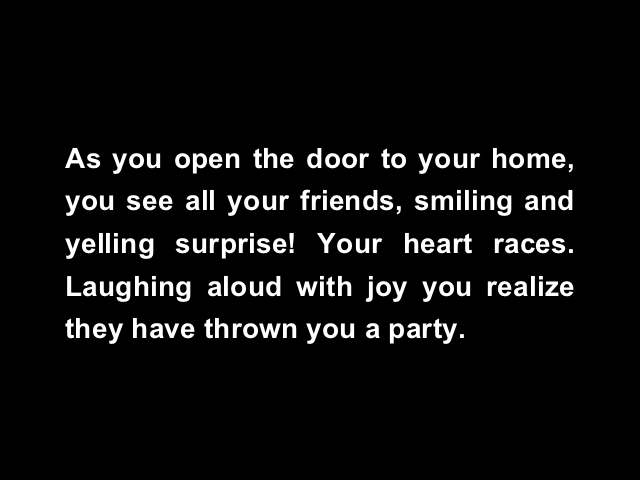 As you open the door to your home,
you see all your friends, smiling and
yelling surprise! Your heart races.
Laughing aloud with joy you realize
they have thrown you a party.